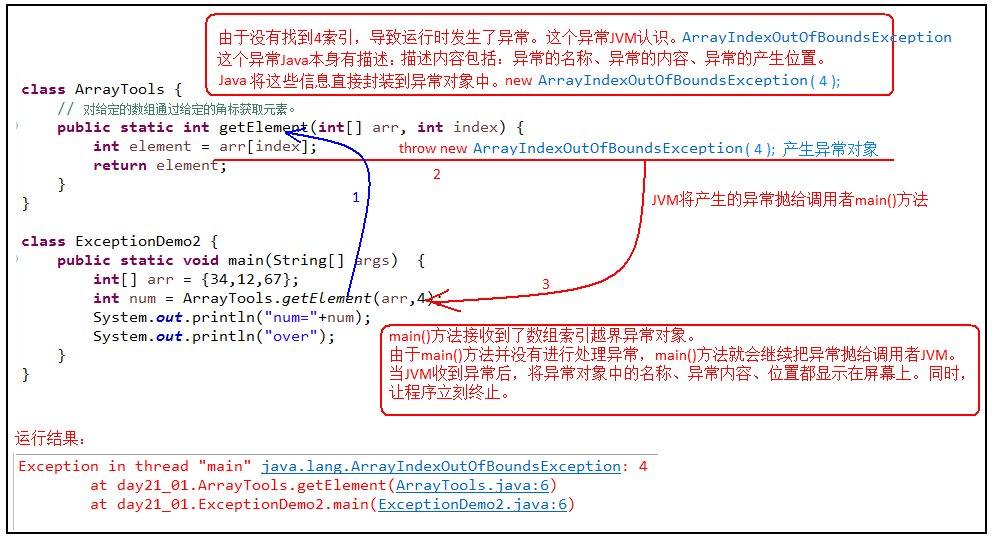 由于没有找到4索引，导致运行时发生了异常。这个异常JVM认识。ArrayIndexOutOfBoundsException
这个异常Java本身有描述：描述内容包括：异常的名称、异常的内容、异常的产生位置。
Java 将这些信息直接封装到异常对象中。new ArrayIndexOutOfBoundsException( 4 );
class ArrayTools {
// 对给定的数组通过给定的角标获取元素。
public static int getElement(int[] arr, int index) {
int element = arr[index];
throw new ArrayIndexOutOfBoundsException( 4 ); 产生异常对象
return element;
2
}
1
JVM将产生的异常抛给调用者main()方法
}
class ExceptionDemo2 {
public static void main(String[] args) {
int[] arr = {34,12,67};
3
int num = ArrayTools.getElement(arr,4);
System.out.println("num="+num);
System.out.println("over");
}
}
main()方法接收到了数组索引越界异常对象。
由于main()方法并没有进行处理异常，main()方法就会继续把异常抛给调用者JVM。
当JVM收到异常后，将异常对象中的名称、异常内容、位置都显示在屏幕上。同时，
让程序立刻终止。
运行结果：
Exception in thread "main" java.lang.ArrayIndexOutOfBoundsException: 4
at day21_01.ArrayTools.getElement(ArrayTools.java:6)
at day21_01.ExceptionDemo2.main(ExceptionDemo2.java:6)